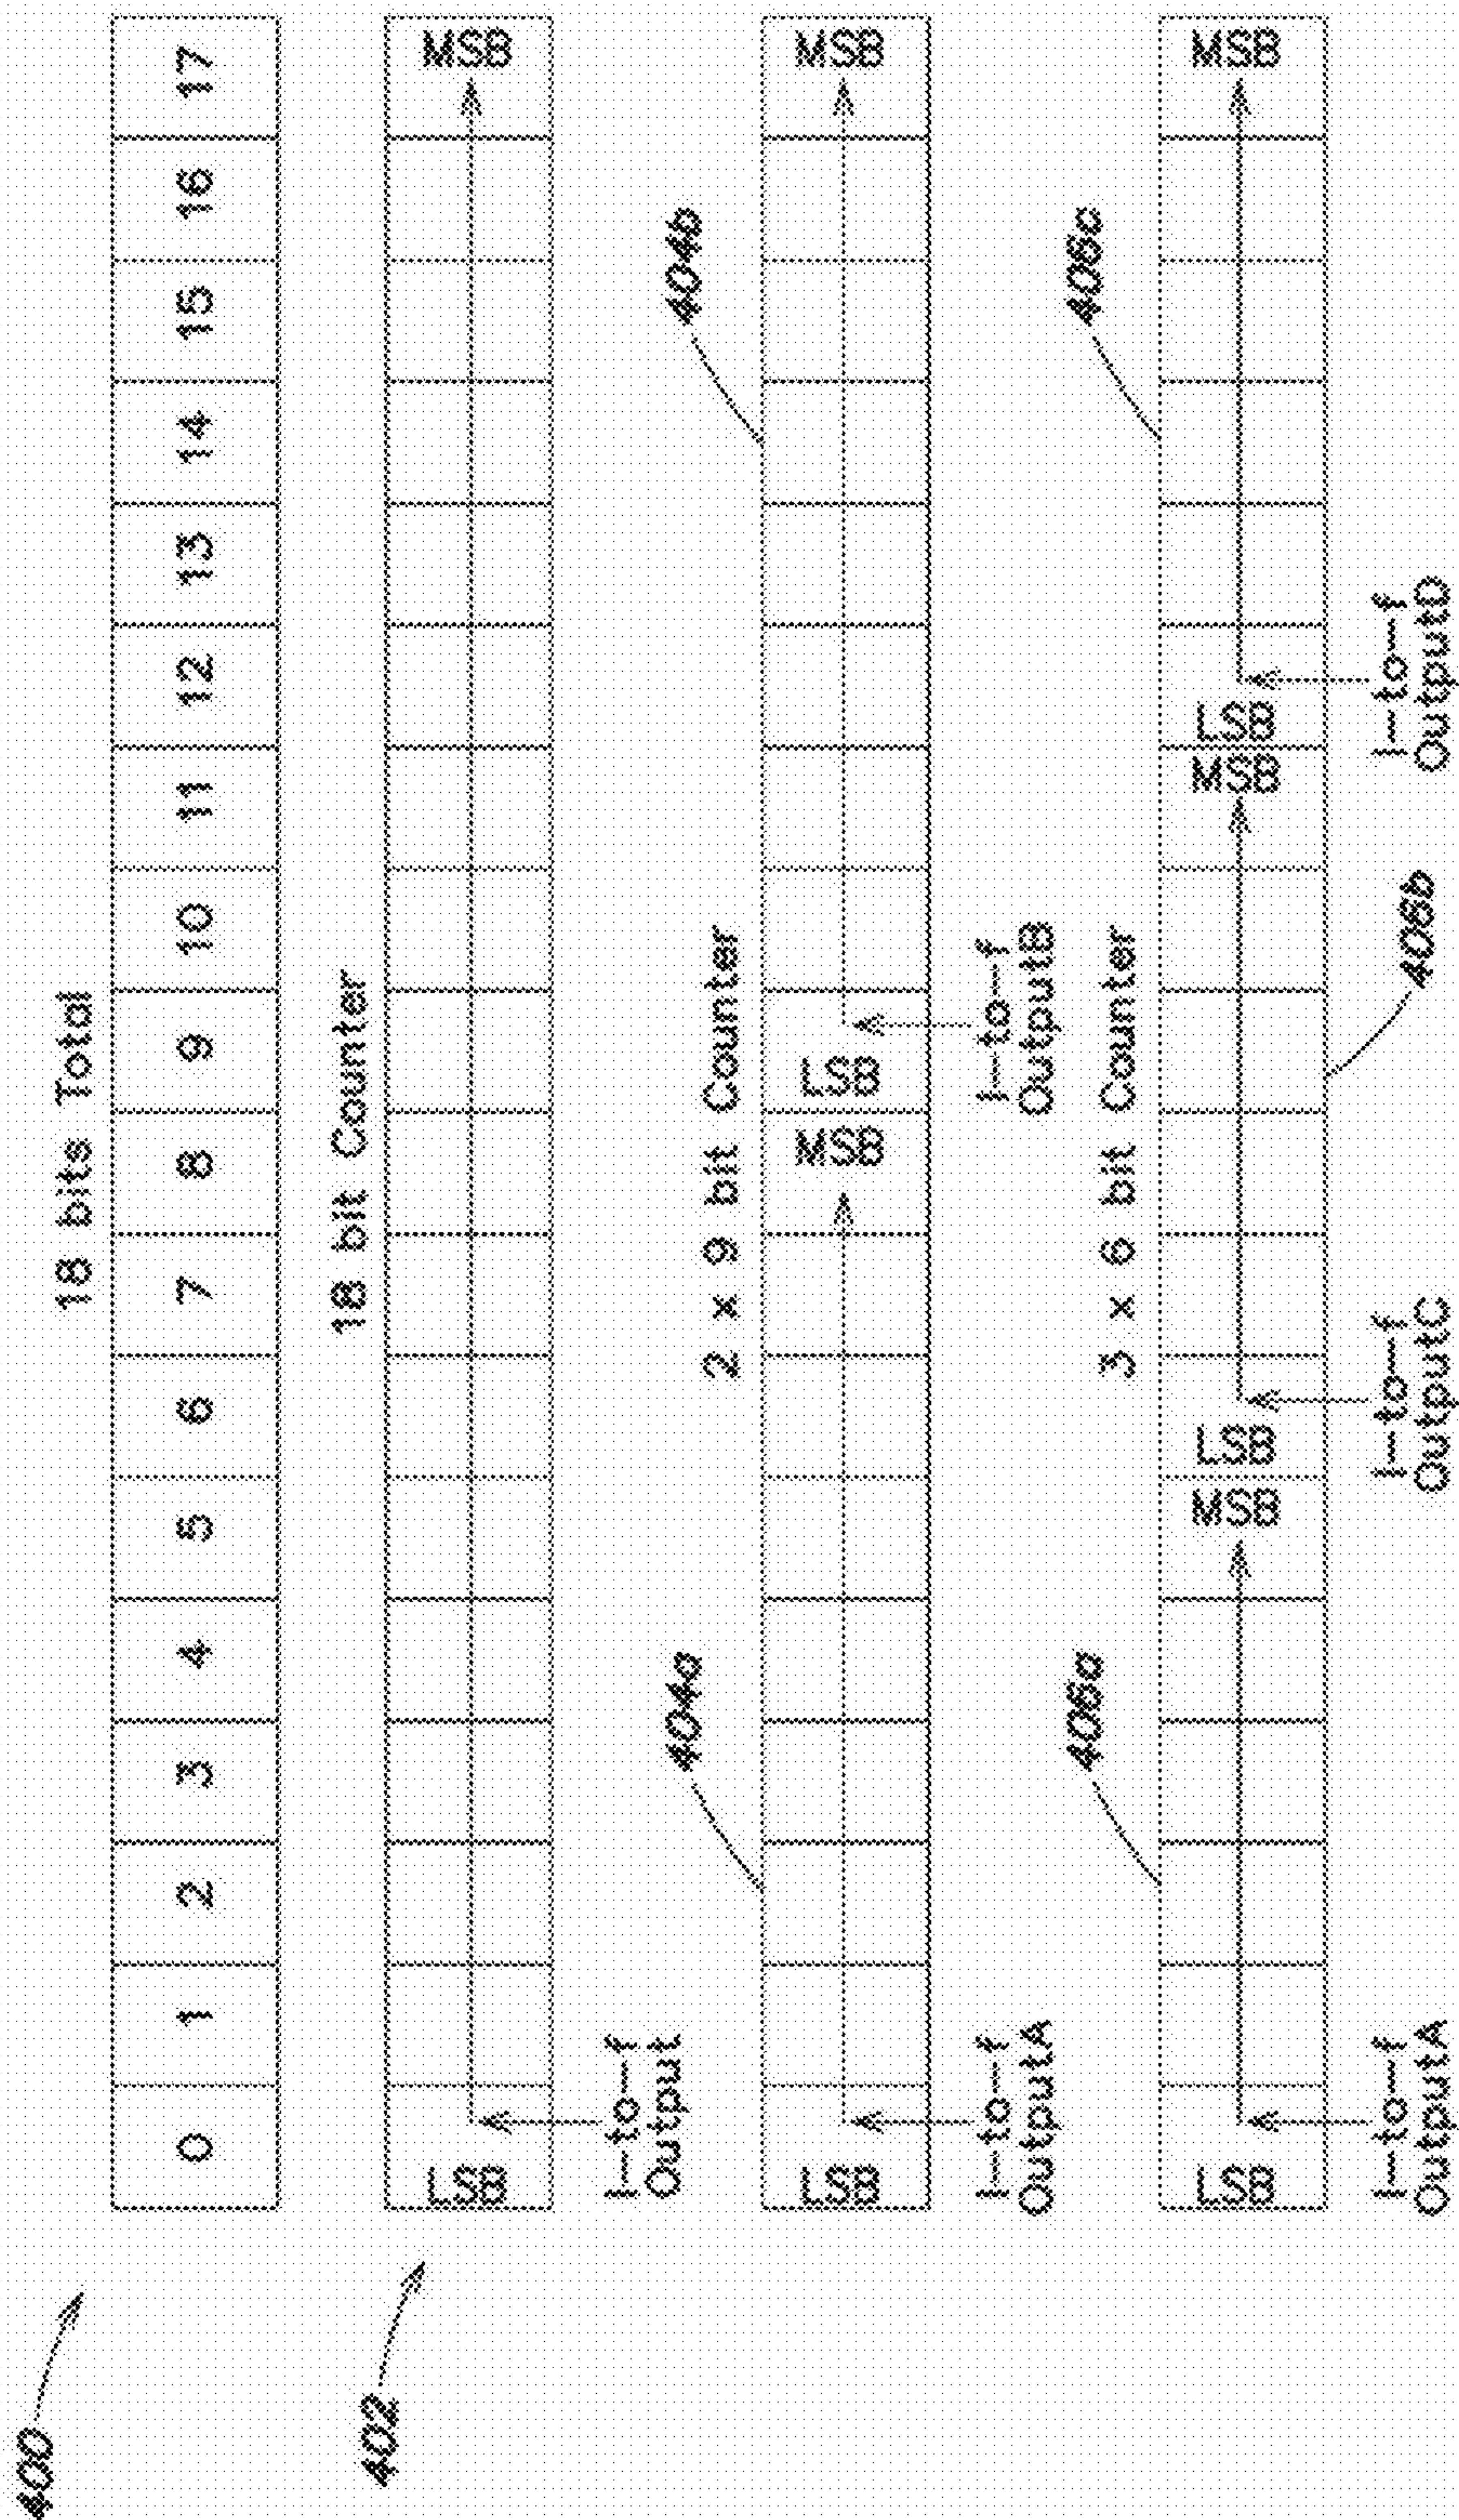 400
18 bits Total
0 1 2 3 4 5 6 7 8 9 10 11 12 13 14 15 16 17
402
18 bit Counter
LSB MSB
I-to-f
Output
404a
2 x 9 bit Counter
404b
LSB MSB LSB MSB
I-to-f
OutputA
I-to-f
OutputB
406a
3 x 6 bit Counter
406c
LSB MSB LSB MSB LSB MSB
406b
I-to-f
OutputA
I-to-f
OutputC
I-to-f
OutputD